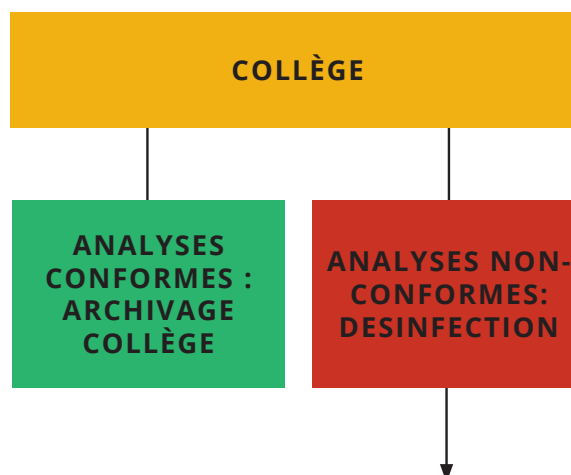 COLLÈGE
ANALYSES
CONFORMES :
ARCHIVAGE
COLLÈGE
ANALYSES NON-
CONFORMES:
DESINFECTION